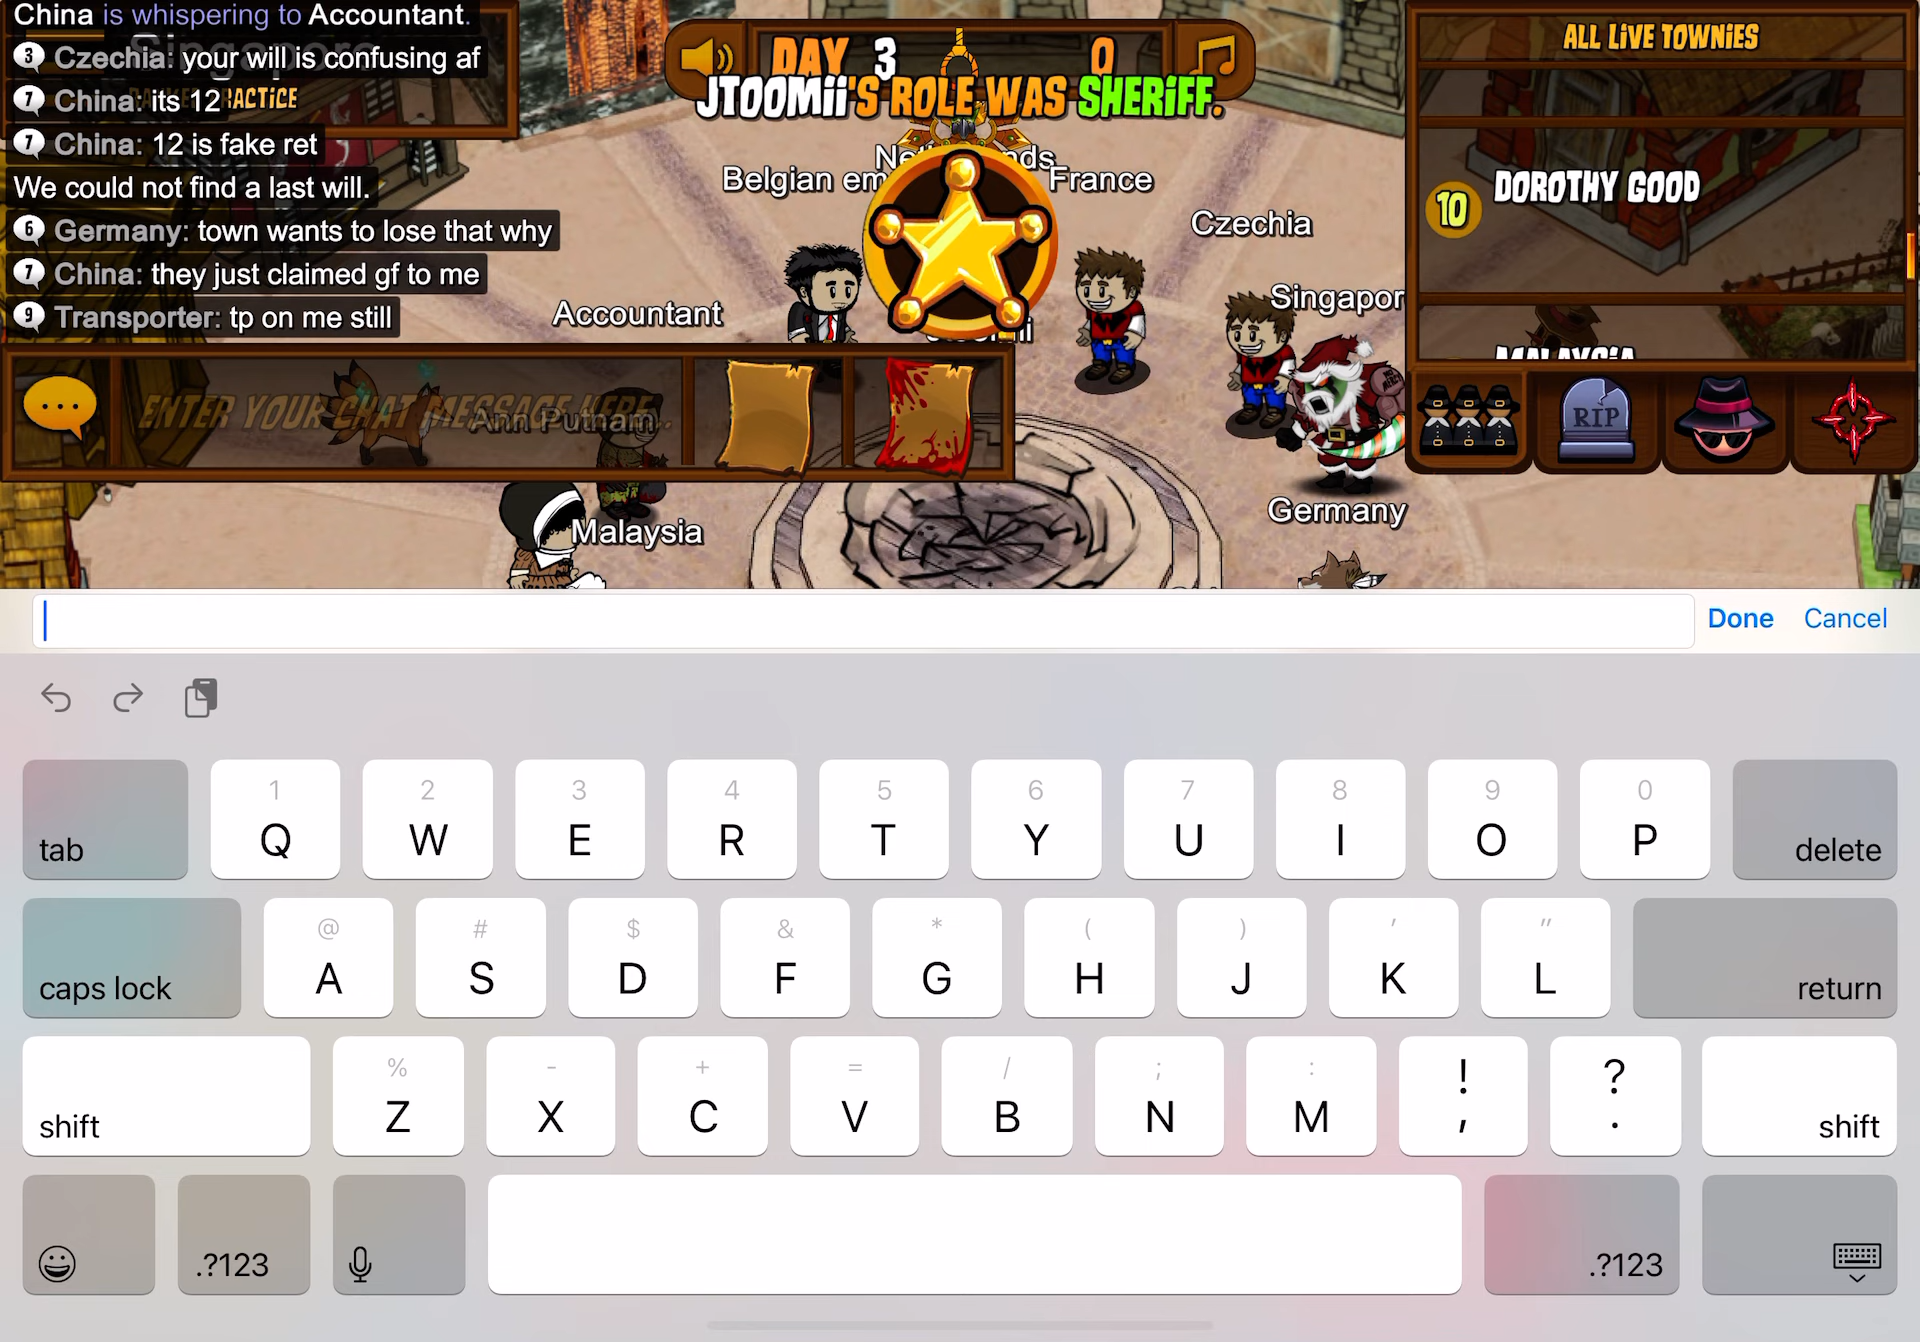 China is whispering to Accountant.
3 Czechia: your will is confusing af
7 China: its 12
7 China: 12 is fake ret
We could not find a last will.
6 Germany: town wants to lose that why
7 China: they just claimed gf to me
9 Transporter: tp on me still
ENTER YOUR CHAT MESSAGE HERE..
DAY 3 0
JTOOMII'S ROLE WAS SHERIFF.
Belgian em
France
Czechia
Accountant
Singapor
Ann Putnam
Malaysia
Germany
ALL LIVE TOWNIES
10 DOROTHY GOOD
MALAYSIA
RIP
Done Cancel
1 2 3 4 5 6 7 8 9 0
tab Q W E R T Y U I O P delete
@ # $ & * ( ) ' "
caps lock A S D F G H J K L return
% - + = / ; : ! ?
shift Z X C V B N M , . shift
.?123 .?123